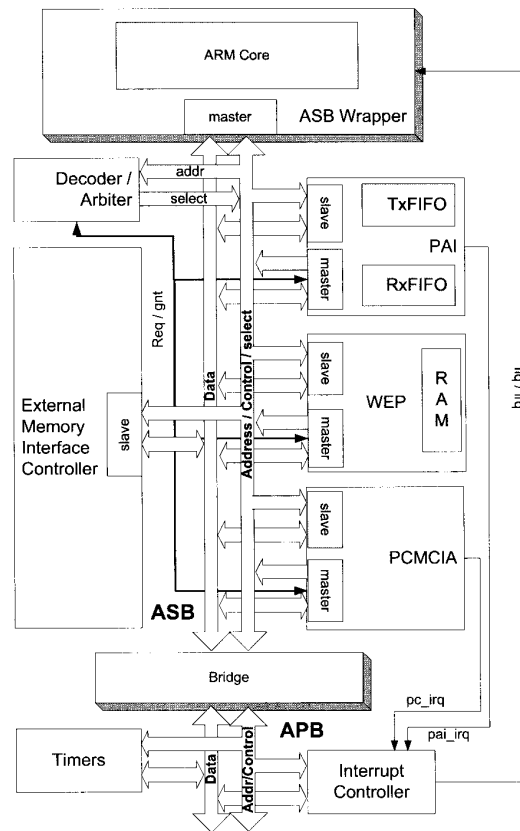 ARM Core
master
ASB Wrapper
Decoder /
Arbiter
addr
select
slave
TxFIFO
PAI
master
RxFIFO
Req / gnt
Data
Address / Control / select
External
Memory
Interface
Controller
slave
slave
WEP
RAM
master
slave
PCMCIA
master
ASB
Bridge
pc_irq
pai_irq
APB
Timers
Data
Addr/Control
Interrupt
Controller